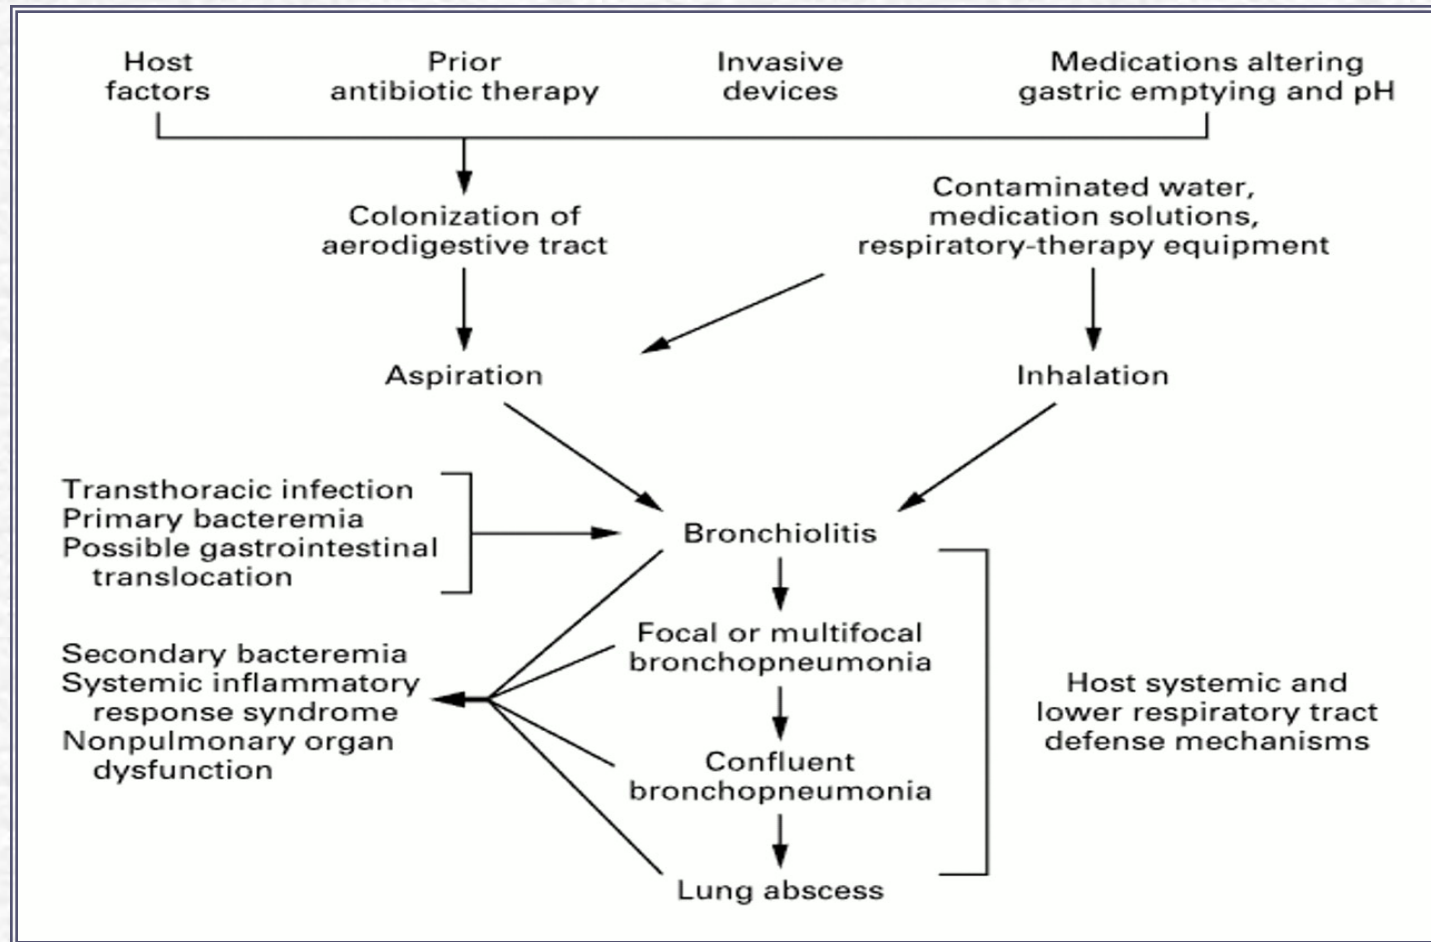 Host
factors
Prior
antibiotic therapy
Invasive
devices
Medications altering
gastric emptying and pH
Colonization of
aerodigestive tract
Contaminated water,
medication solutions,
respiratory-therapy equipment
Aspiration
Inhalation
Transthoracic infection
Primary bacteremia
Possible gastrointestinal
translocation
Bronchiolitis
Focal or multifocal
bronchopneumonia
Secondary bacteremia
Systemic inflammatory
response syndrome
Nonpulmonary organ
dysfunction
Host systemic and
lower respiratory tract
defense mechanisms
Confluent
bronchopneumonia
Lung abscess